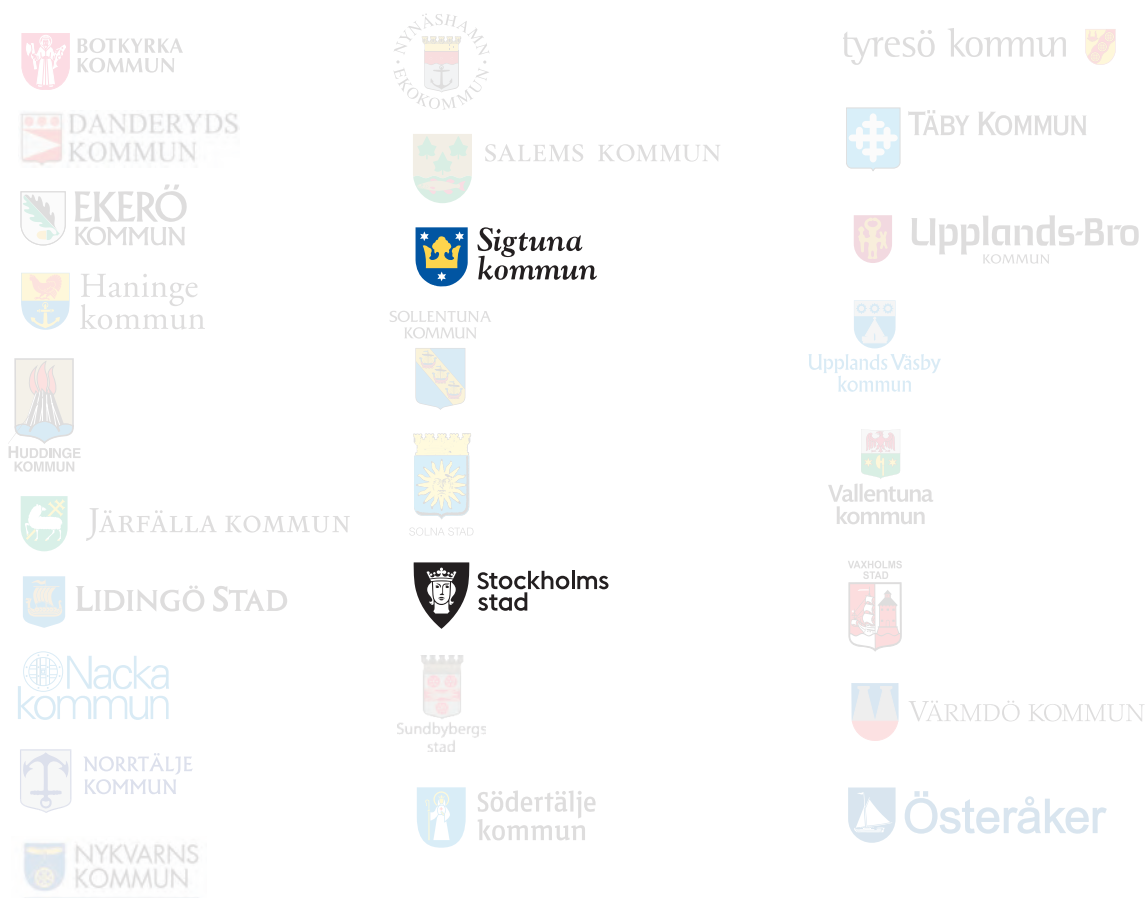 BOTKYRKA
KOMMUN
DANDERYDS
KOMMUN
EKERÖ
KOMMUN
Haninge
kommun
HUDDINGE
KOMMUN
JÄRFÄLLA KOMMUN
LIDINGÖ STAD
Nacka
kommun
NORRTÄLJE
KOMMUN
NYKVARNS
KOMMUN
NYNÄSHAMN
· EKOKOMMUN ·
SALEMS KOMMUN
Sigtuna
kommun
SOLLENTUNA
KOMMUN
SOLNA STAD
Stockholms
stad
Sundbybergs
stad
Södertälje
kommun
tyresö kommun
TÄBY KOMMUN
Upplands-Bro
KOMMUN
Upplands Väsby
kommun
Vallentuna
kommun
VAXHOLMS
STAD
VÄRMDÖ KOMMUN
Österåker